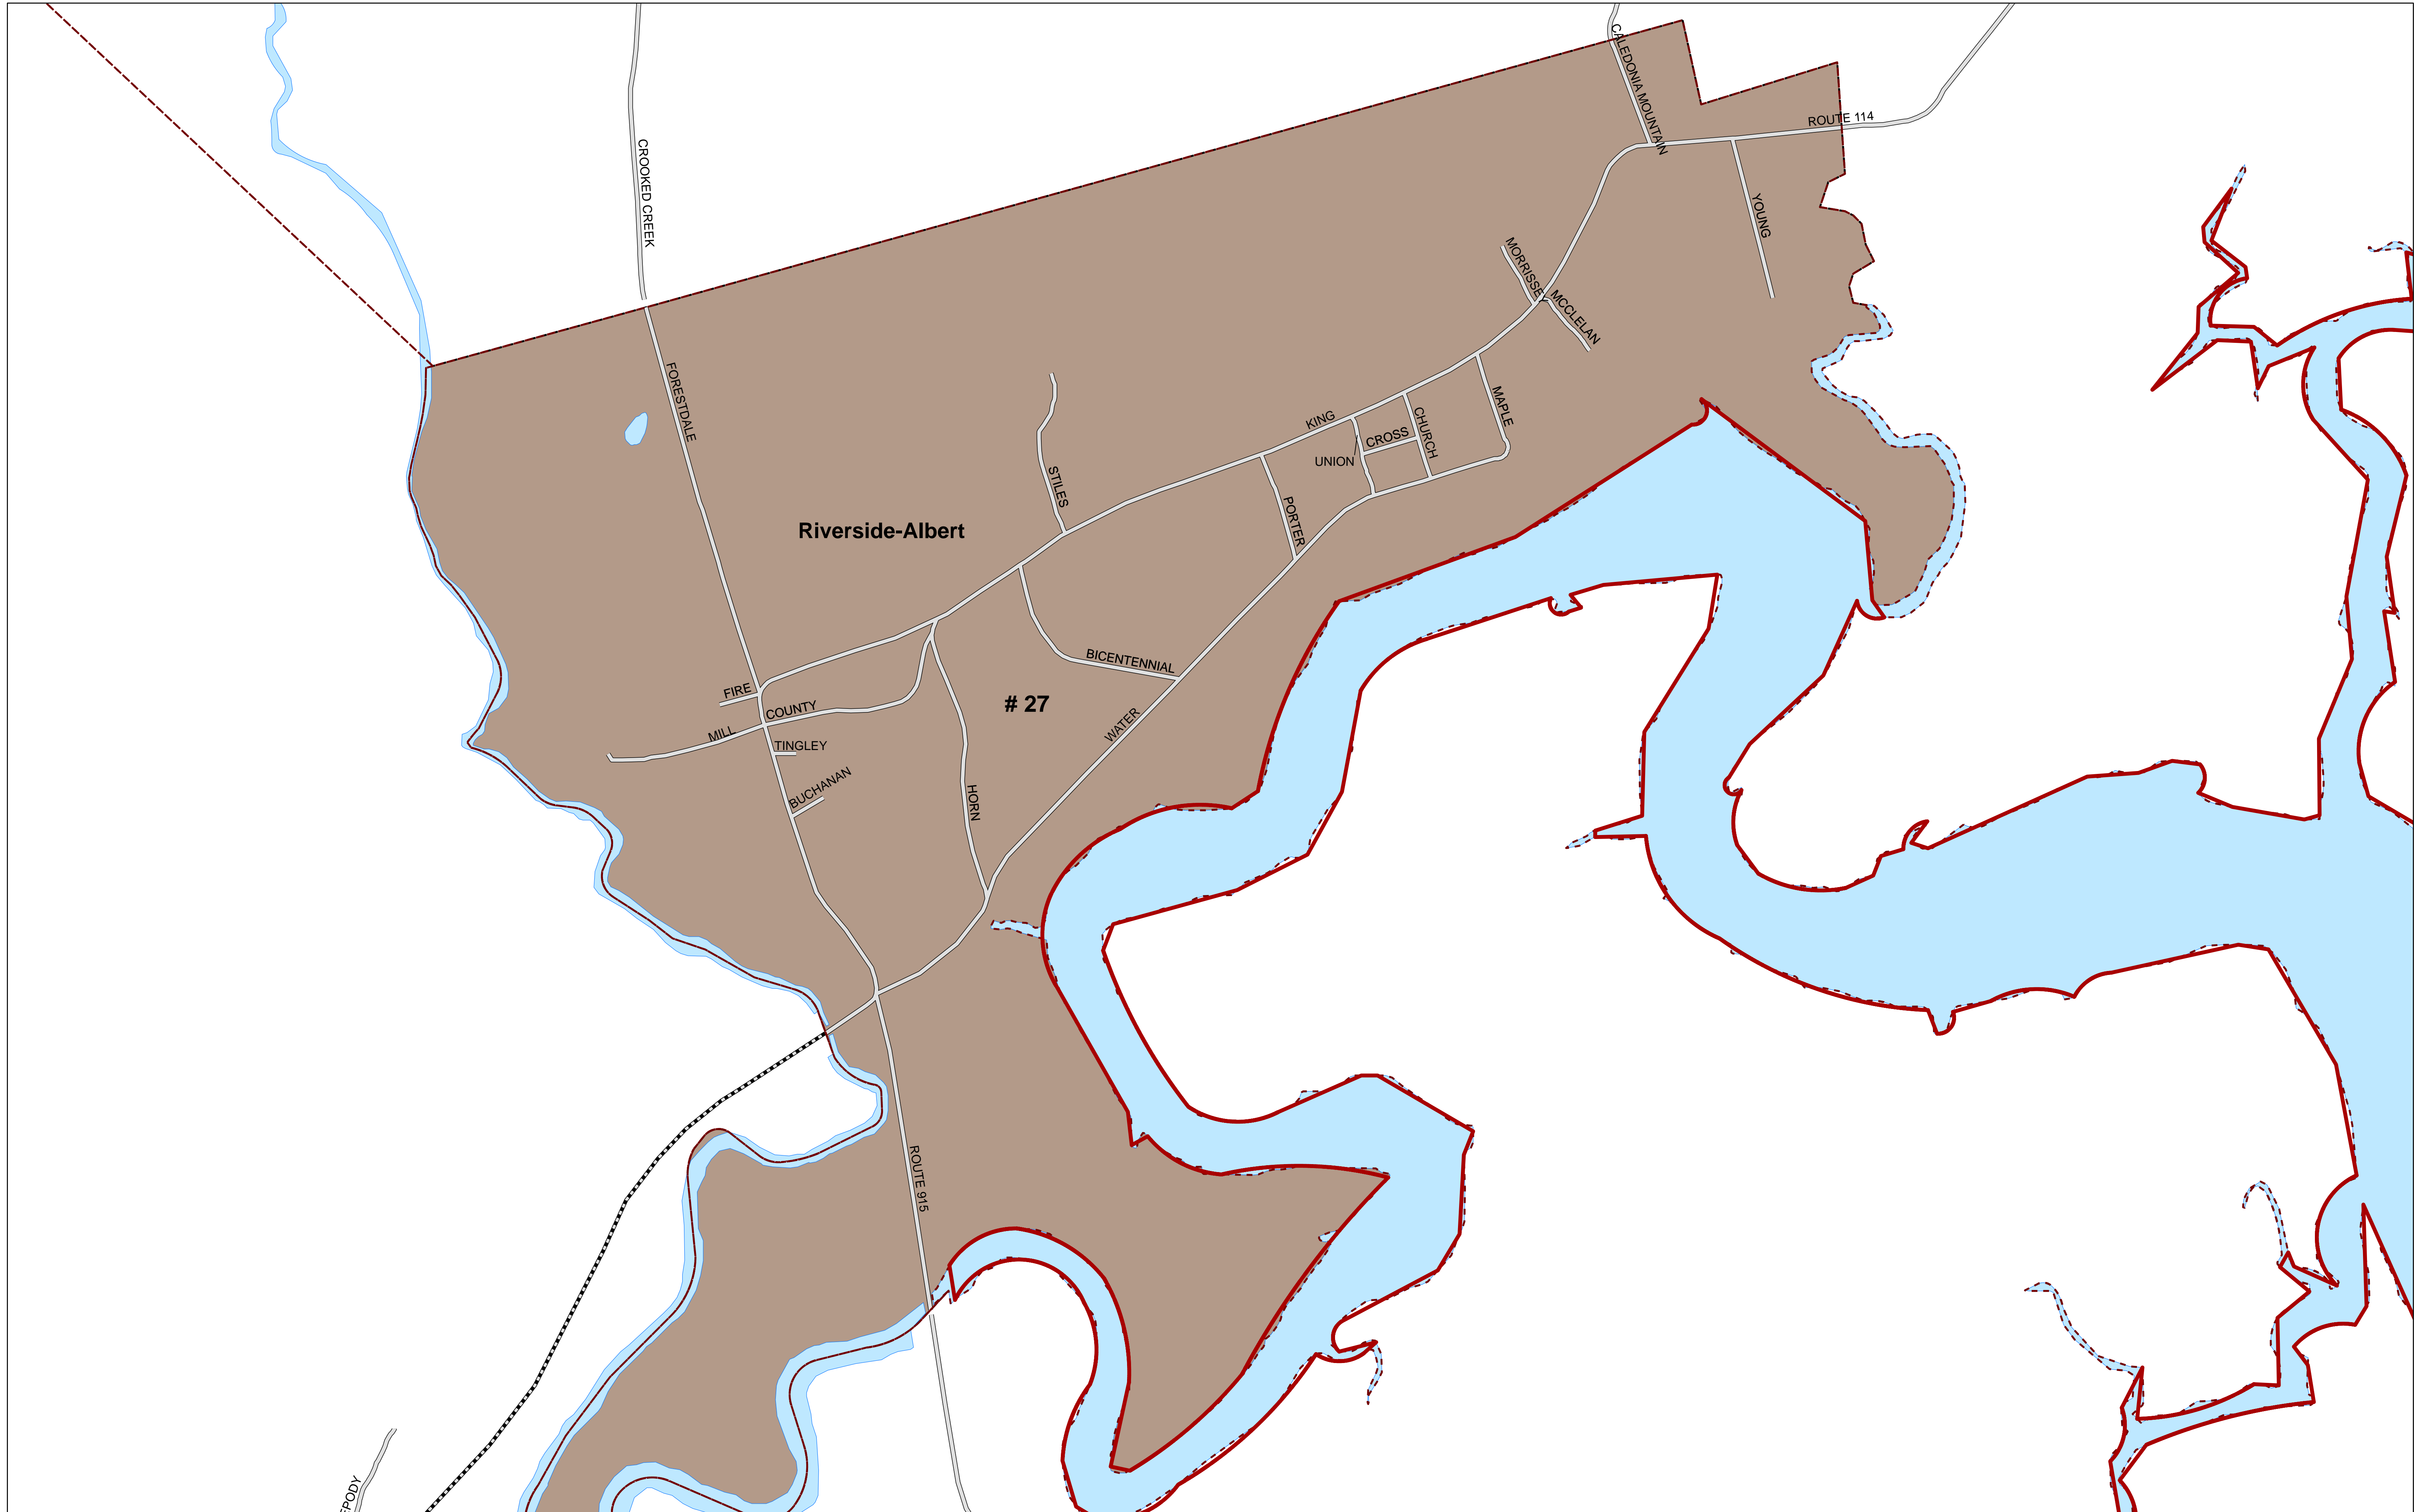 CALEDONIA MOUNTAIN
ROUTE 114
CROOKED CREEK
YOUNG
MORRISSEY
MCCLELAN
FORESTDALE
MAPLE
KING
CHURCH
CROSS
UNION
STILES
PORTER
Riverside-Albert
BICENTENNIAL
FIRE
# 27
COUNTY
WATER
MILL
TINGLEY
BUCHANAN
HORN
ROUTE 915
EPODY